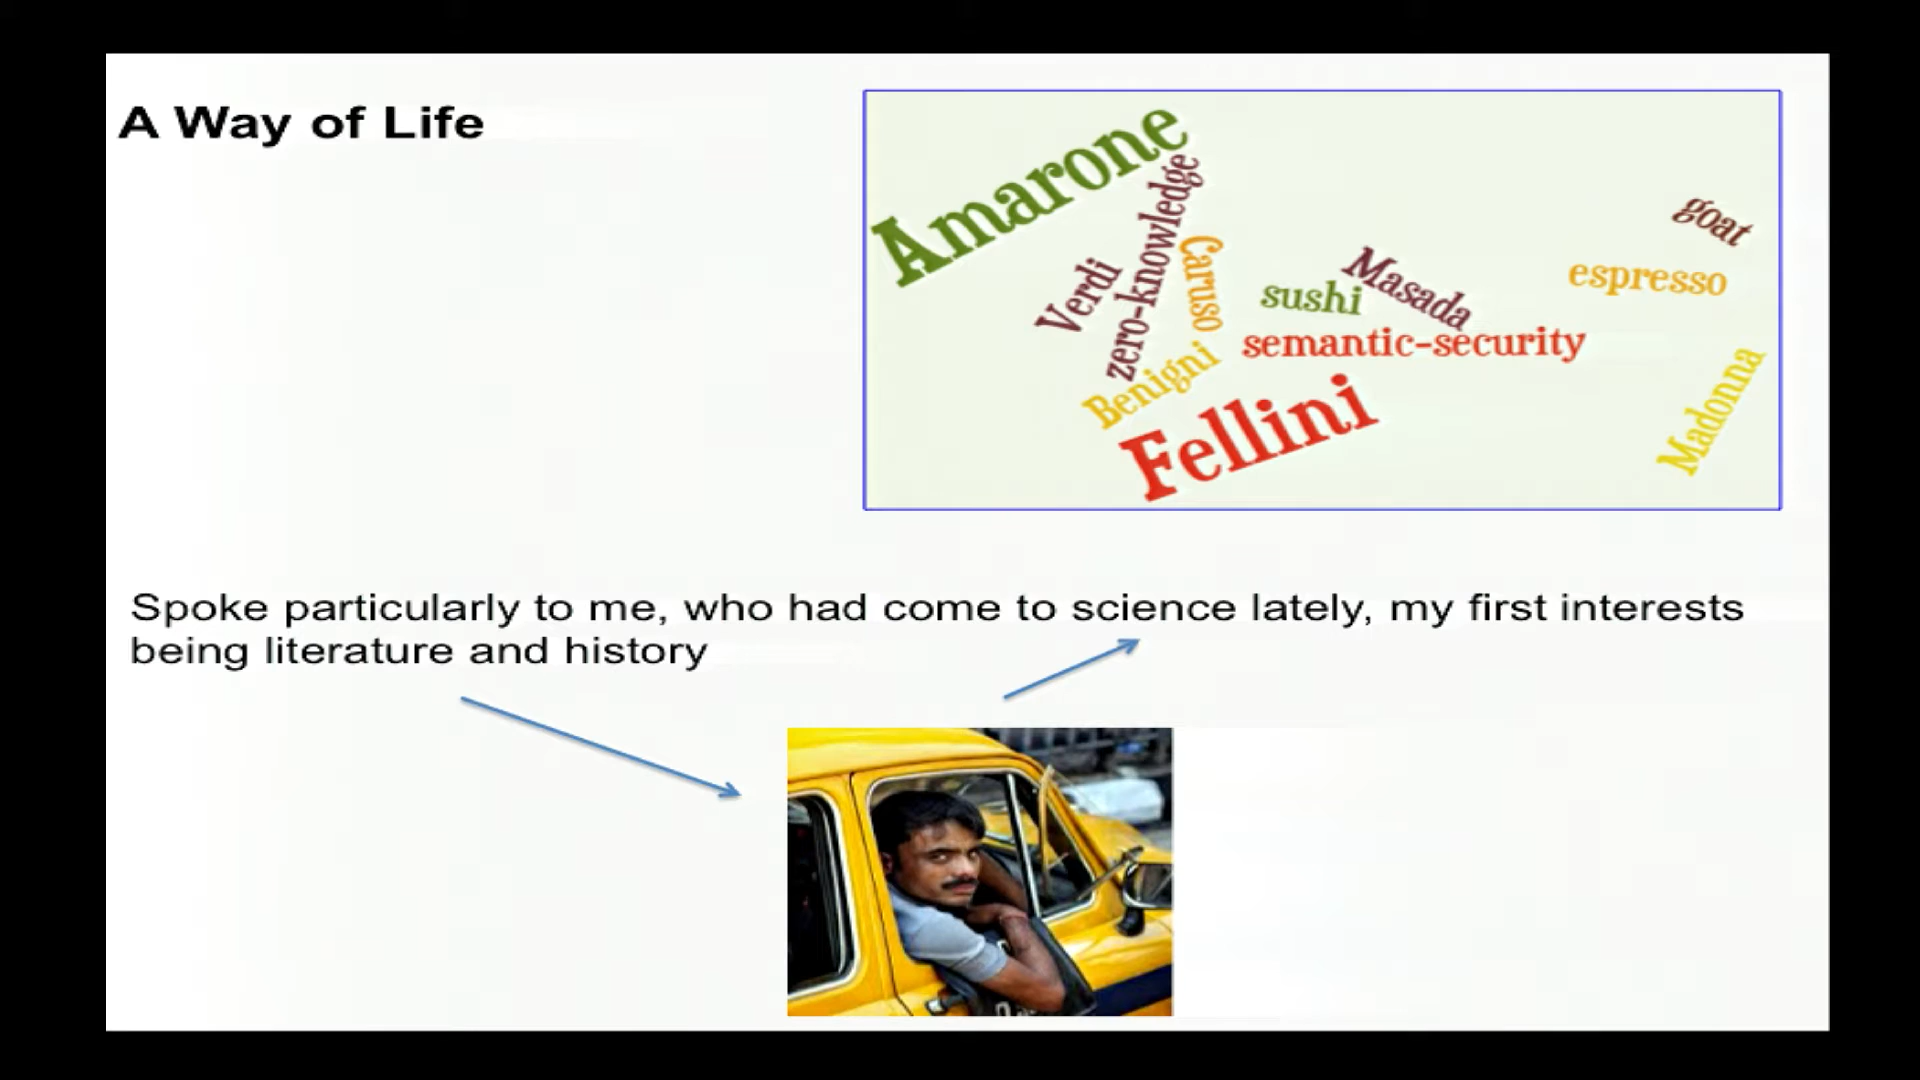 A Way of Life
Amarone
zero-knowledge
Verdi
Caruso
Benigni
Fellini
sushi
Masada
semantic-security
goat
espresso
Madonna
Spoke particularly to me, who had come to science lately, my first interests
being literature and history